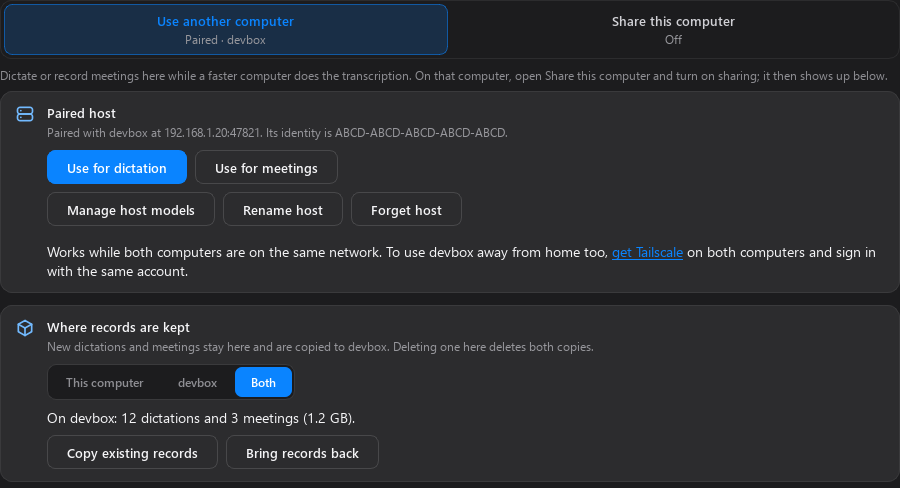 Use another computer
Paired · devbox
Share this computer
Off
Dictate or record meetings here while a faster computer does the transcription. On that computer, open Share this computer and turn on sharing; it then shows up below.
Paired host
Paired with devbox at 192.168.1.20:47821. Its identity is ABCD-ABCD-ABCD-ABCD-ABCD.
Use for dictation
Use for meetings
Manage host models
Rename host
Forget host
Works while both computers are on the same network. To use devbox away from home too, get Tailscale on both computers and sign in
with the same account.
Where records are kept
New dictations and meetings stay here and are copied to devbox. Deleting one here deletes both copies.
This computer
devbox
Both
On devbox: 12 dictations and 3 meetings (1.2 GB).
Copy existing records
Bring records back